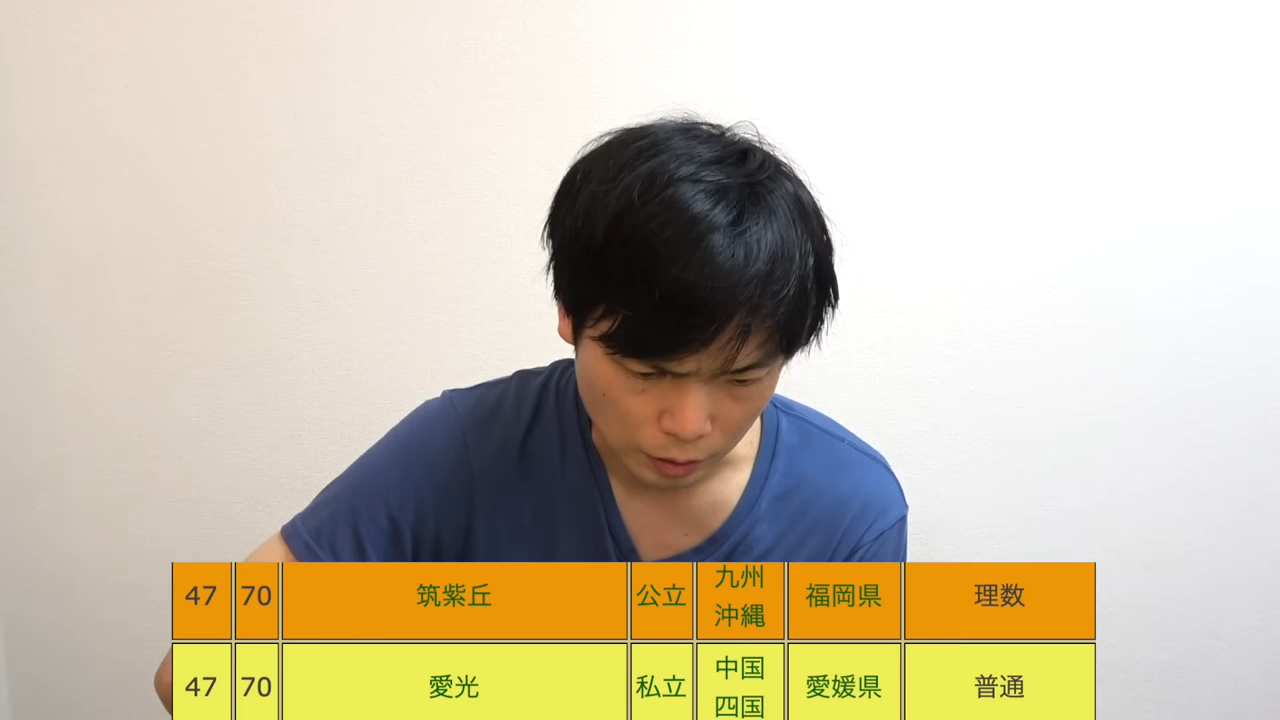 47 70 筑紫丘 公立 九州沖縄 福岡県 理数
47 70 愛光 私立 中国四国 愛媛県 普通